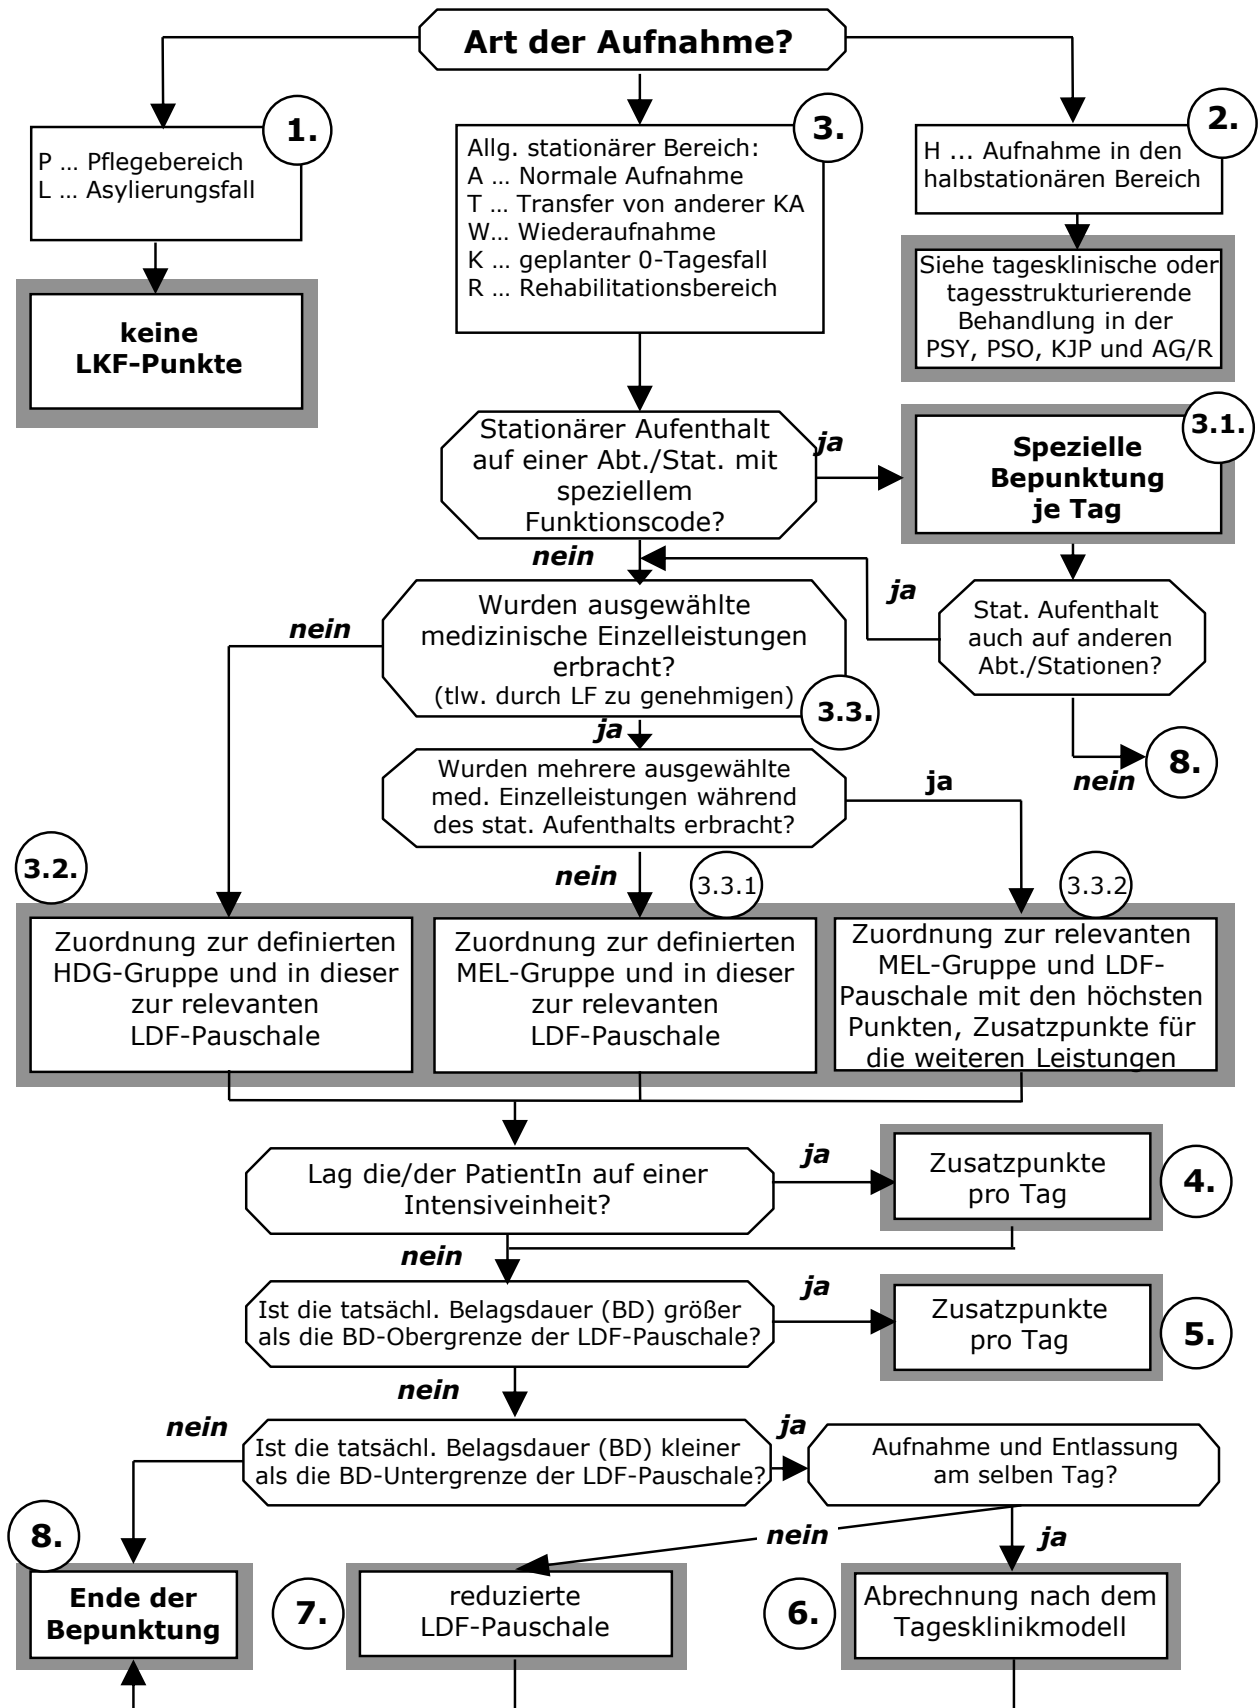 Art der Aufnahme?
1.
P ... Pflegebereich
L ... Asylierungsfall
keine
LKF-Punkte
3.
Allg. stationärer Bereich:
A ... Normale Aufnahme
T ... Transfer von anderer KA
W... Wiederaufnahme
K ... geplanter 0-Tagesfall
R ... Rehabilitationsbereich
2.
H ... Aufnahme in den
halbstationären Bereich
Siehe tagesklinische oder
tagesstrukturierende
Behandlung in der
PSY, PSO, KJP und AG/R
Stationärer Aufenthalt
auf einer Abt./Stat. mit
speziellem
Funktionscode?
ja
3.1.
Spezielle
Bepunktung
je Tag
nein
ja
Stat. Aufenthalt
auch auf anderen
Abt./Stationen?
nein
8.
Wurden ausgewählte
medizinische Einzelleistungen
erbracht?
(tlw. durch LF zu genehmigen)
3.3.
nein
ja
Wurden mehrere ausgewählte
med. Einzelleistungen während
des stat. Aufenthalts erbracht?
ja
nein
3.2.
Zuordnung zur definierten
HDG-Gruppe und in dieser
zur relevanten
LDF-Pauschale
3.3.1
Zuordnung zur definierten
MEL-Gruppe und in dieser
zur relevanten
LDF-Pauschale
3.3.2
Zuordnung zur relevanten
MEL-Gruppe und LDF-
Pauschale mit den höchsten
Punkten, Zusatzpunkte für
die weiteren Leistungen
Lag die/der PatientIn auf einer
Intensiveinheit?
ja
Zusatzpunkte
pro Tag
4.
nein
Ist die tatsächl. Belagsdauer (BD) größer
als die BD-Obergrenze der LDF-Pauschale?
ja
Zusatzpunkte
pro Tag
5.
nein
nein
Ist die tatsächl. Belagsdauer (BD) kleiner
als die BD-Untergrenze der LDF-Pauschale?
ja
Aufnahme und Entlassung
am selben Tag?
nein
ja
8.
Ende der
Bepunktung
7.
reduzierte
LDF-Pauschale
6.
Abrechnung nach dem
Tagesklinikmodell